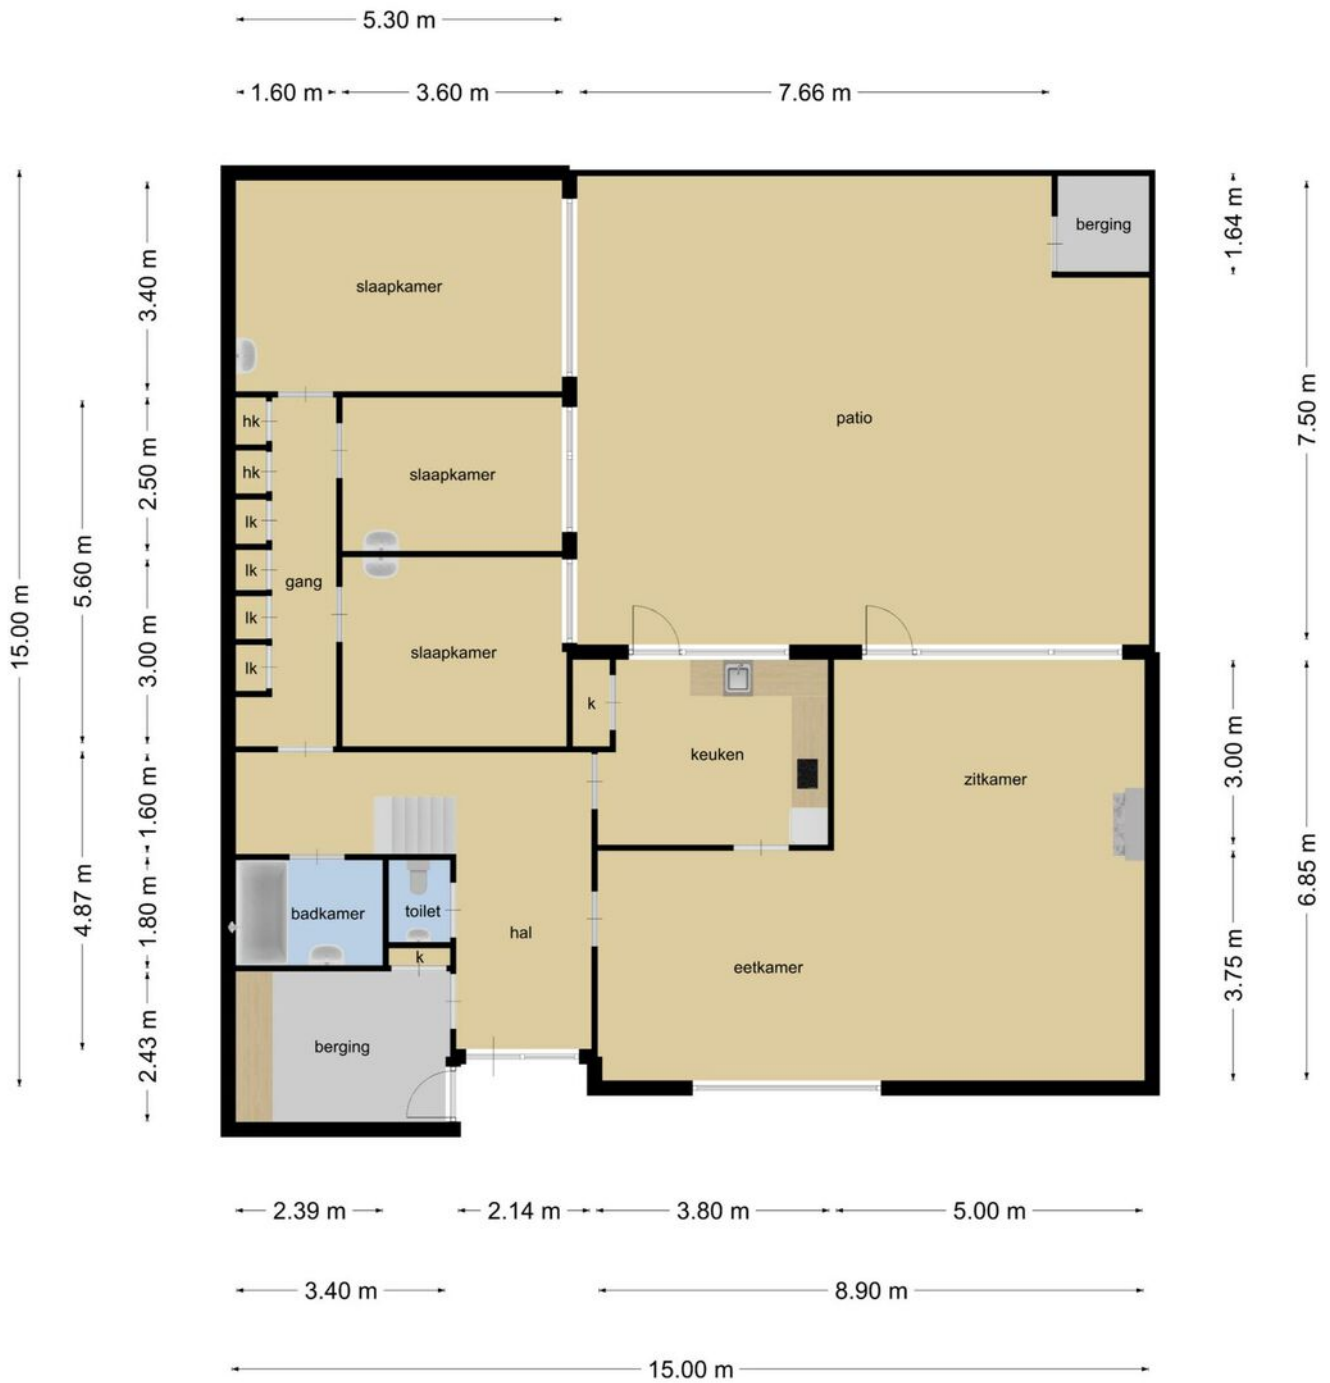 5.30 m
1.60 m
3.60 m
7.66 m
berging
1.64 m
3.40 m
slaapkamer
7.50 m
patio
hk
2.50 m
hk
slaapkamer
lk
5.60 m
lk
gang
15.00 m
lk
3.00 m
slaapkamer
lk
k
keuken
zitkamer
3.00 m
1.60 m
6.85 m
4.87 m
1.80 m
badkamer
toilet
hal
k
eetkamer
3.75 m
2.43 m
berging
2.39 m
2.14 m
3.80 m
5.00 m
3.40 m
8.90 m
15.00 m